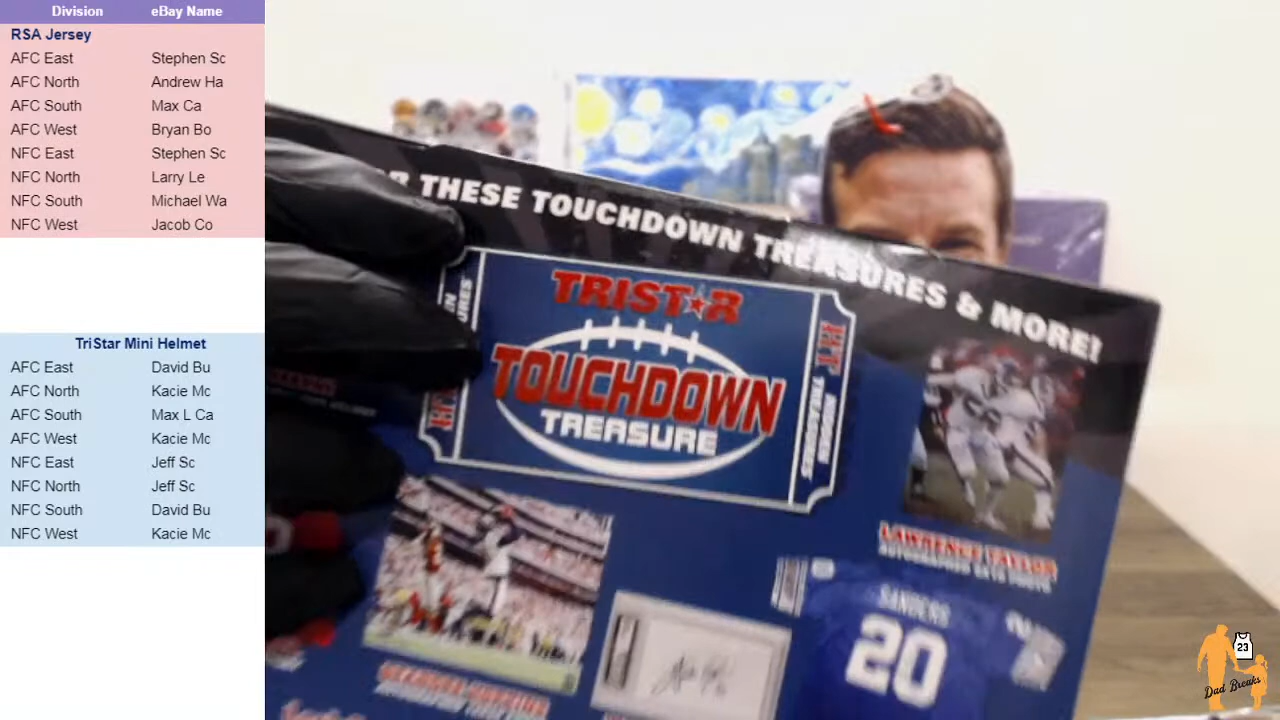 Division eBay Name
RSA Jersey
AFC East Stephen Sc
AFC North Andrew Ha
AFC South Max Ca
AFC West Bryan Bo
NFC East Stephen Sc
NFC North Larry Le
NFC South Michael Wa
NFC West Jacob Co
TriStar Mini Helmet
AFC East David Bu
AFC North Kacie Mc
AFC South Max L Ca
AFC West Kacie Mc
NFC East Jeff Sc
NFC North Jeff Sc
NFC South David Bu
NFC West Kacie Mc
THESE TOUCHDOWN TREASURES & MORE!
TRISTAR
TOUCHDOWN
TREASURE
HIDDEN
TREASURES
LAWRENCE TAYLOR
SANDERS
20
23
Dad Breaks